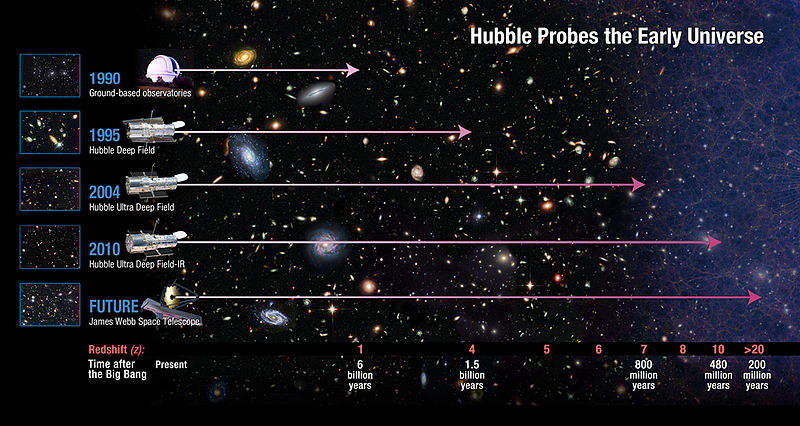 Hubble Probes the Early Universe
1990
Ground-based observatories
1995
Hubble Deep Field
2004
Hubble Ultra Deep Field
2010
Hubble Ultra Deep Field-IR
FUTURE
James Webb Space Telescope
Redshift (z): 1 4 5 6 7 8 10 >20
Time after
the Big Bang
Present
6
billion
years
1.5
billion
years
800
million
years
480
million
years
200
million
years